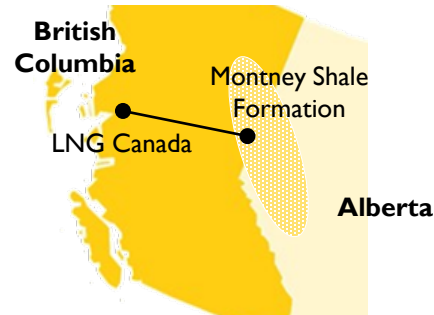 British
Columbia
Montney Shale
Formation
LNG Canada
Alberta